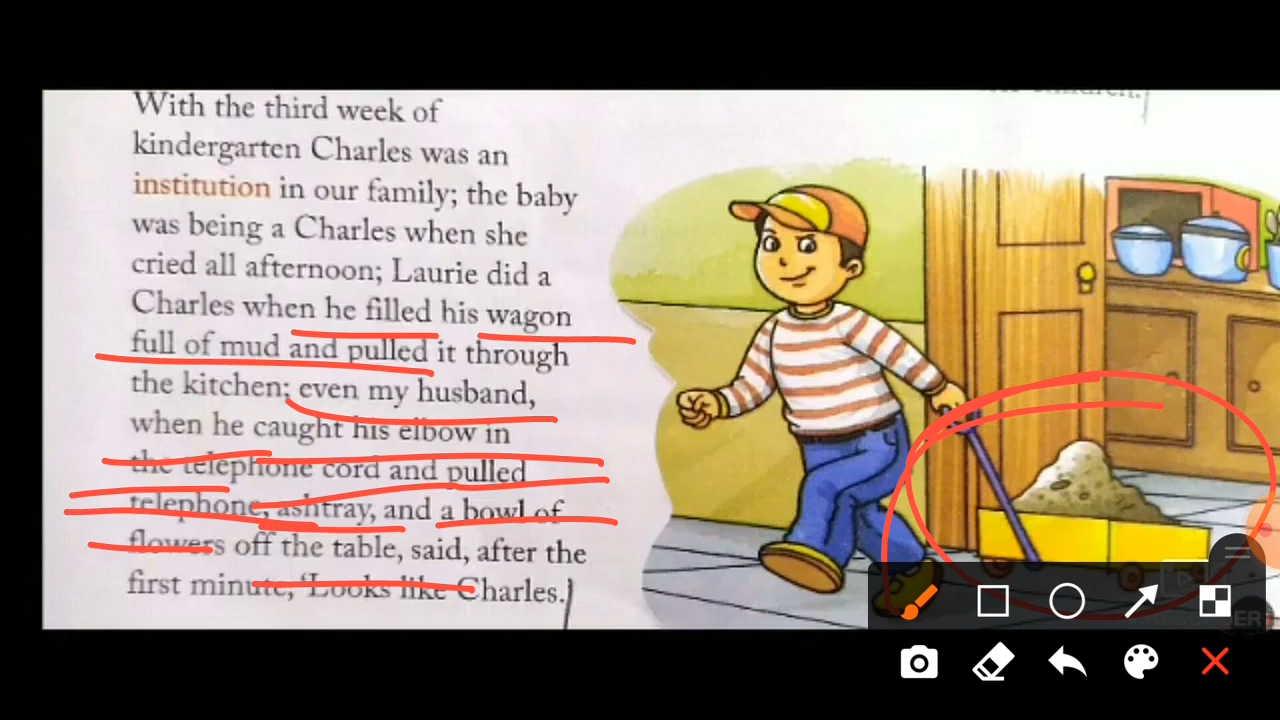 With the third week of
kindergarten Charles was an
institution in our family; the baby
was being a Charles when she
cried all afternoon; Laurie did a
Charles when he filled his wagon
full of mud and pulled it through
the kitchen; even my husband,
when he caught his elbow in
the telephone cord and pulled
telephone, ashtray, and a bowl of
flowers off the table, said, after the
first minute, ‘Looks like Charles.